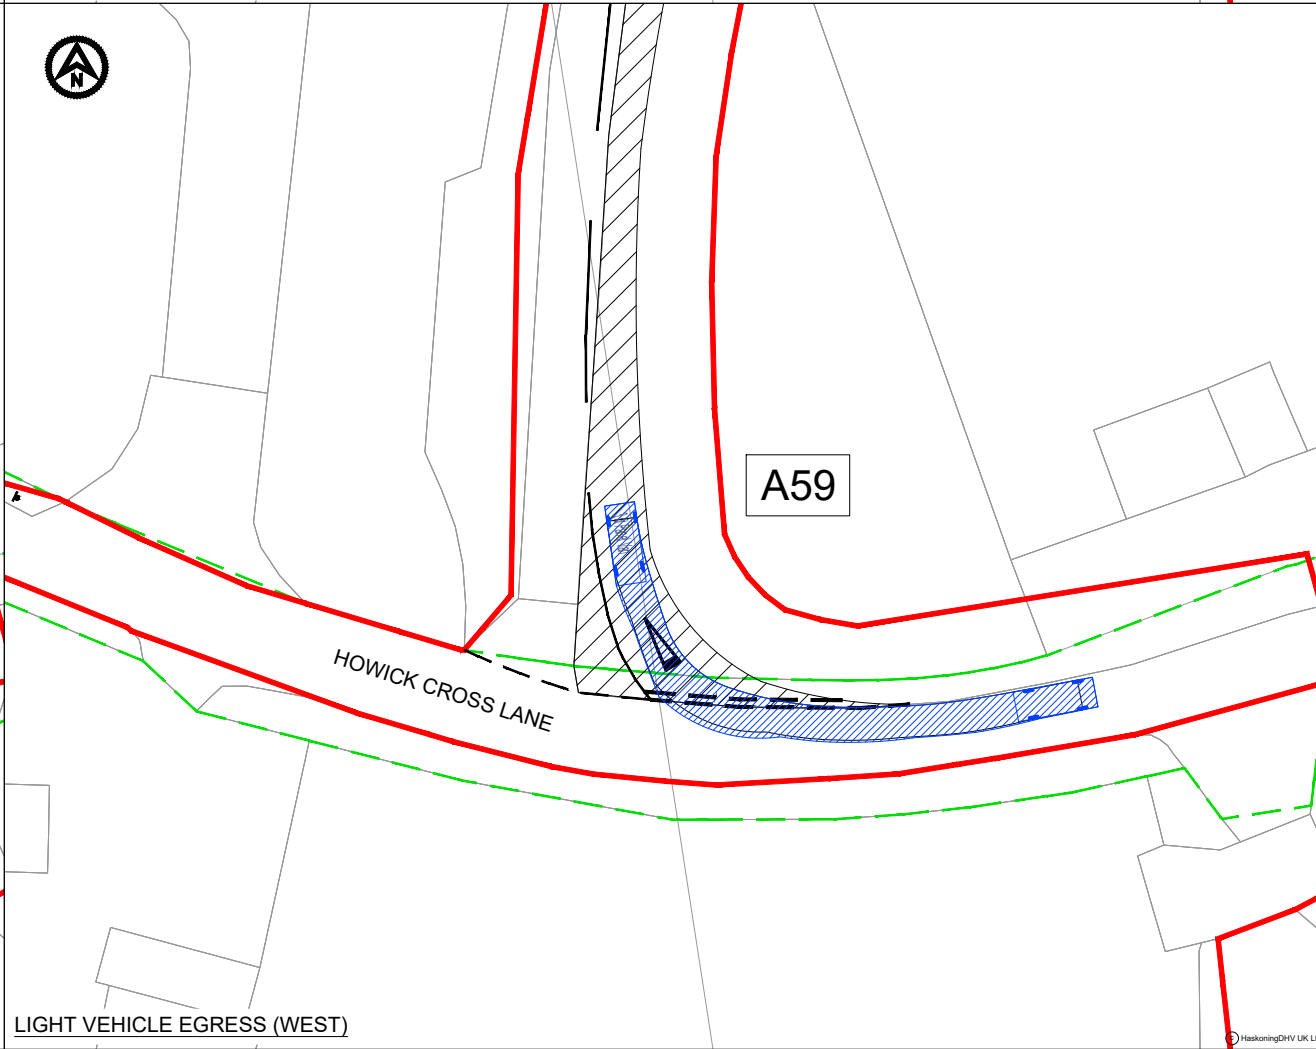 N
A59
HOWICK CROSS LANE
LIGHT VEHICLE EGRESS (WEST)
© HaskoningDHV UK L